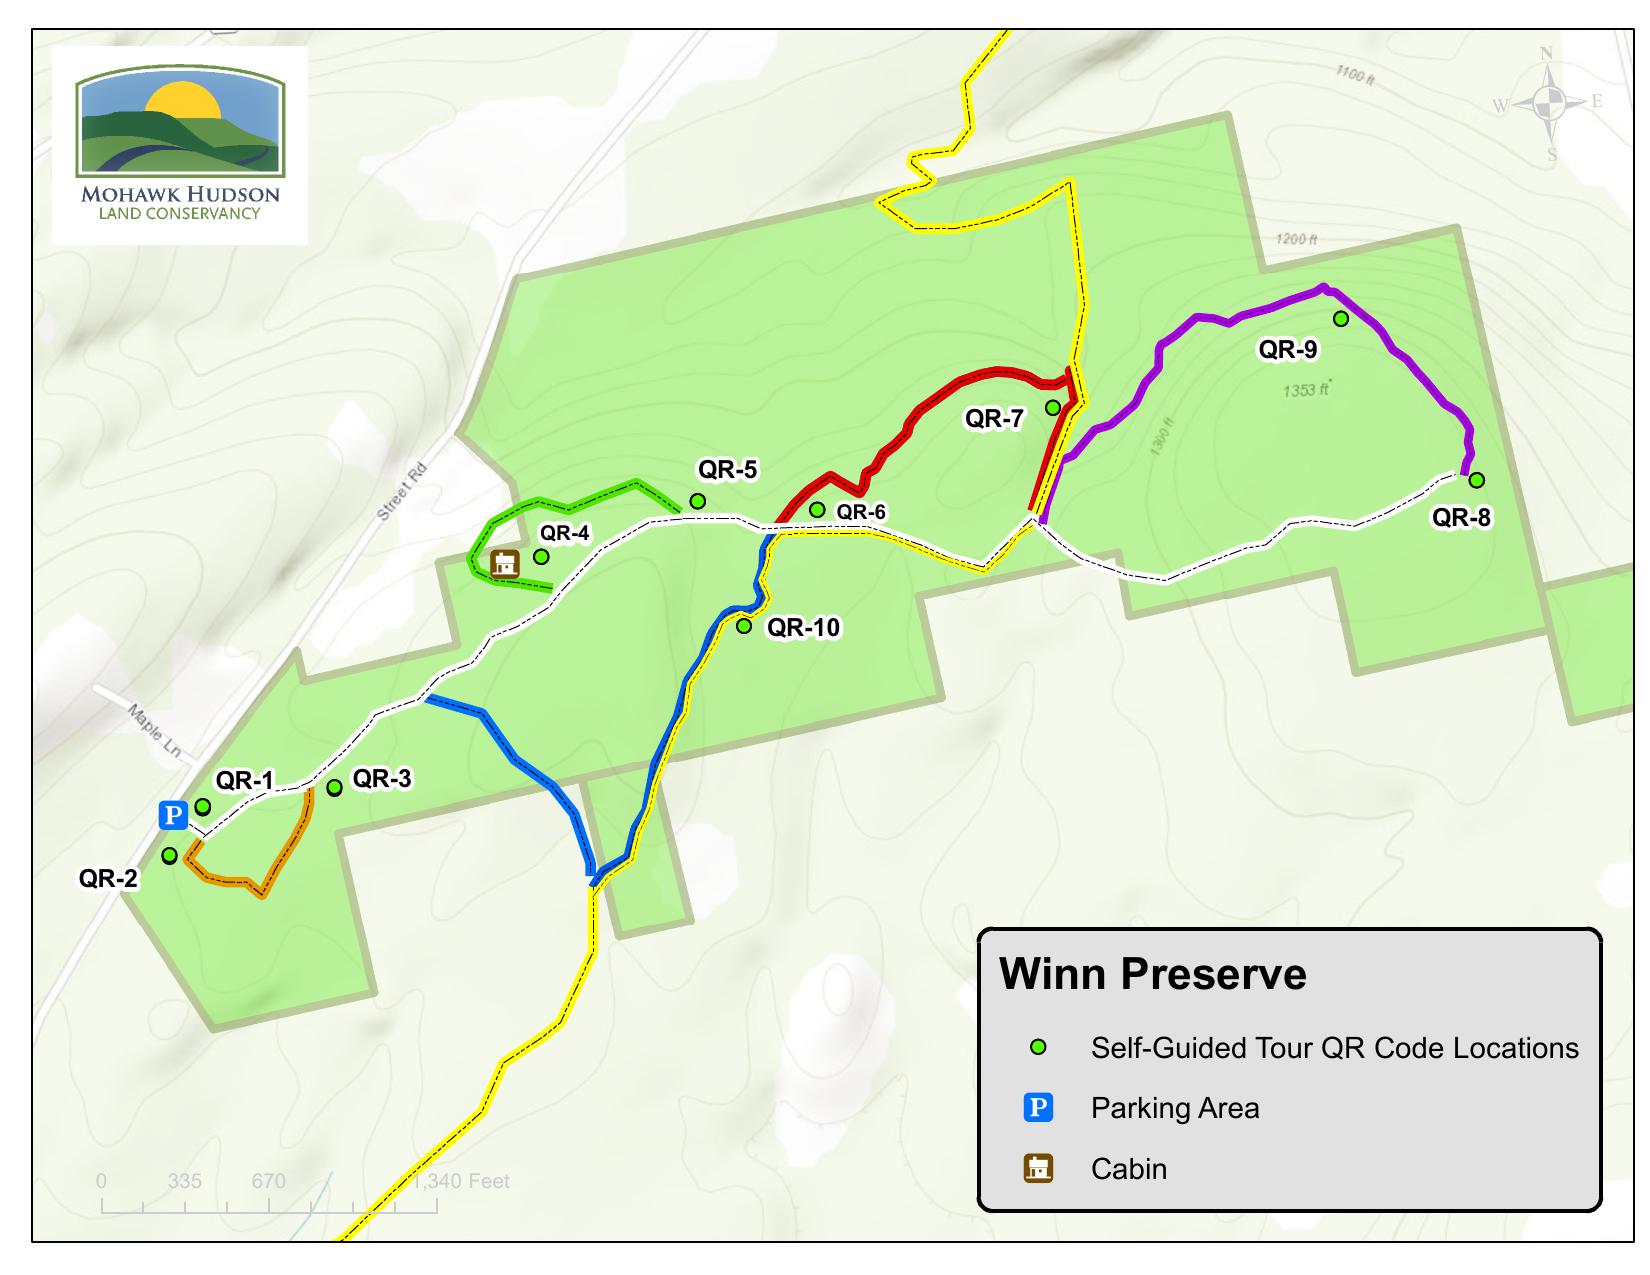 MOHAWK HUDSON
LAND CONSERVANCY
N
W E
S
1100 ft
1200 ft
1300 ft
1353 ft
Street Rd
Maple Ln
QR-9
QR-7
QR-5
QR-6
QR-8
QR-4
QR-10
QR-1
QR-3
P
QR-2
0 335 670 1,340 Feet
Winn Preserve
Self-Guided Tour QR Code Locations
P Parking Area
Cabin